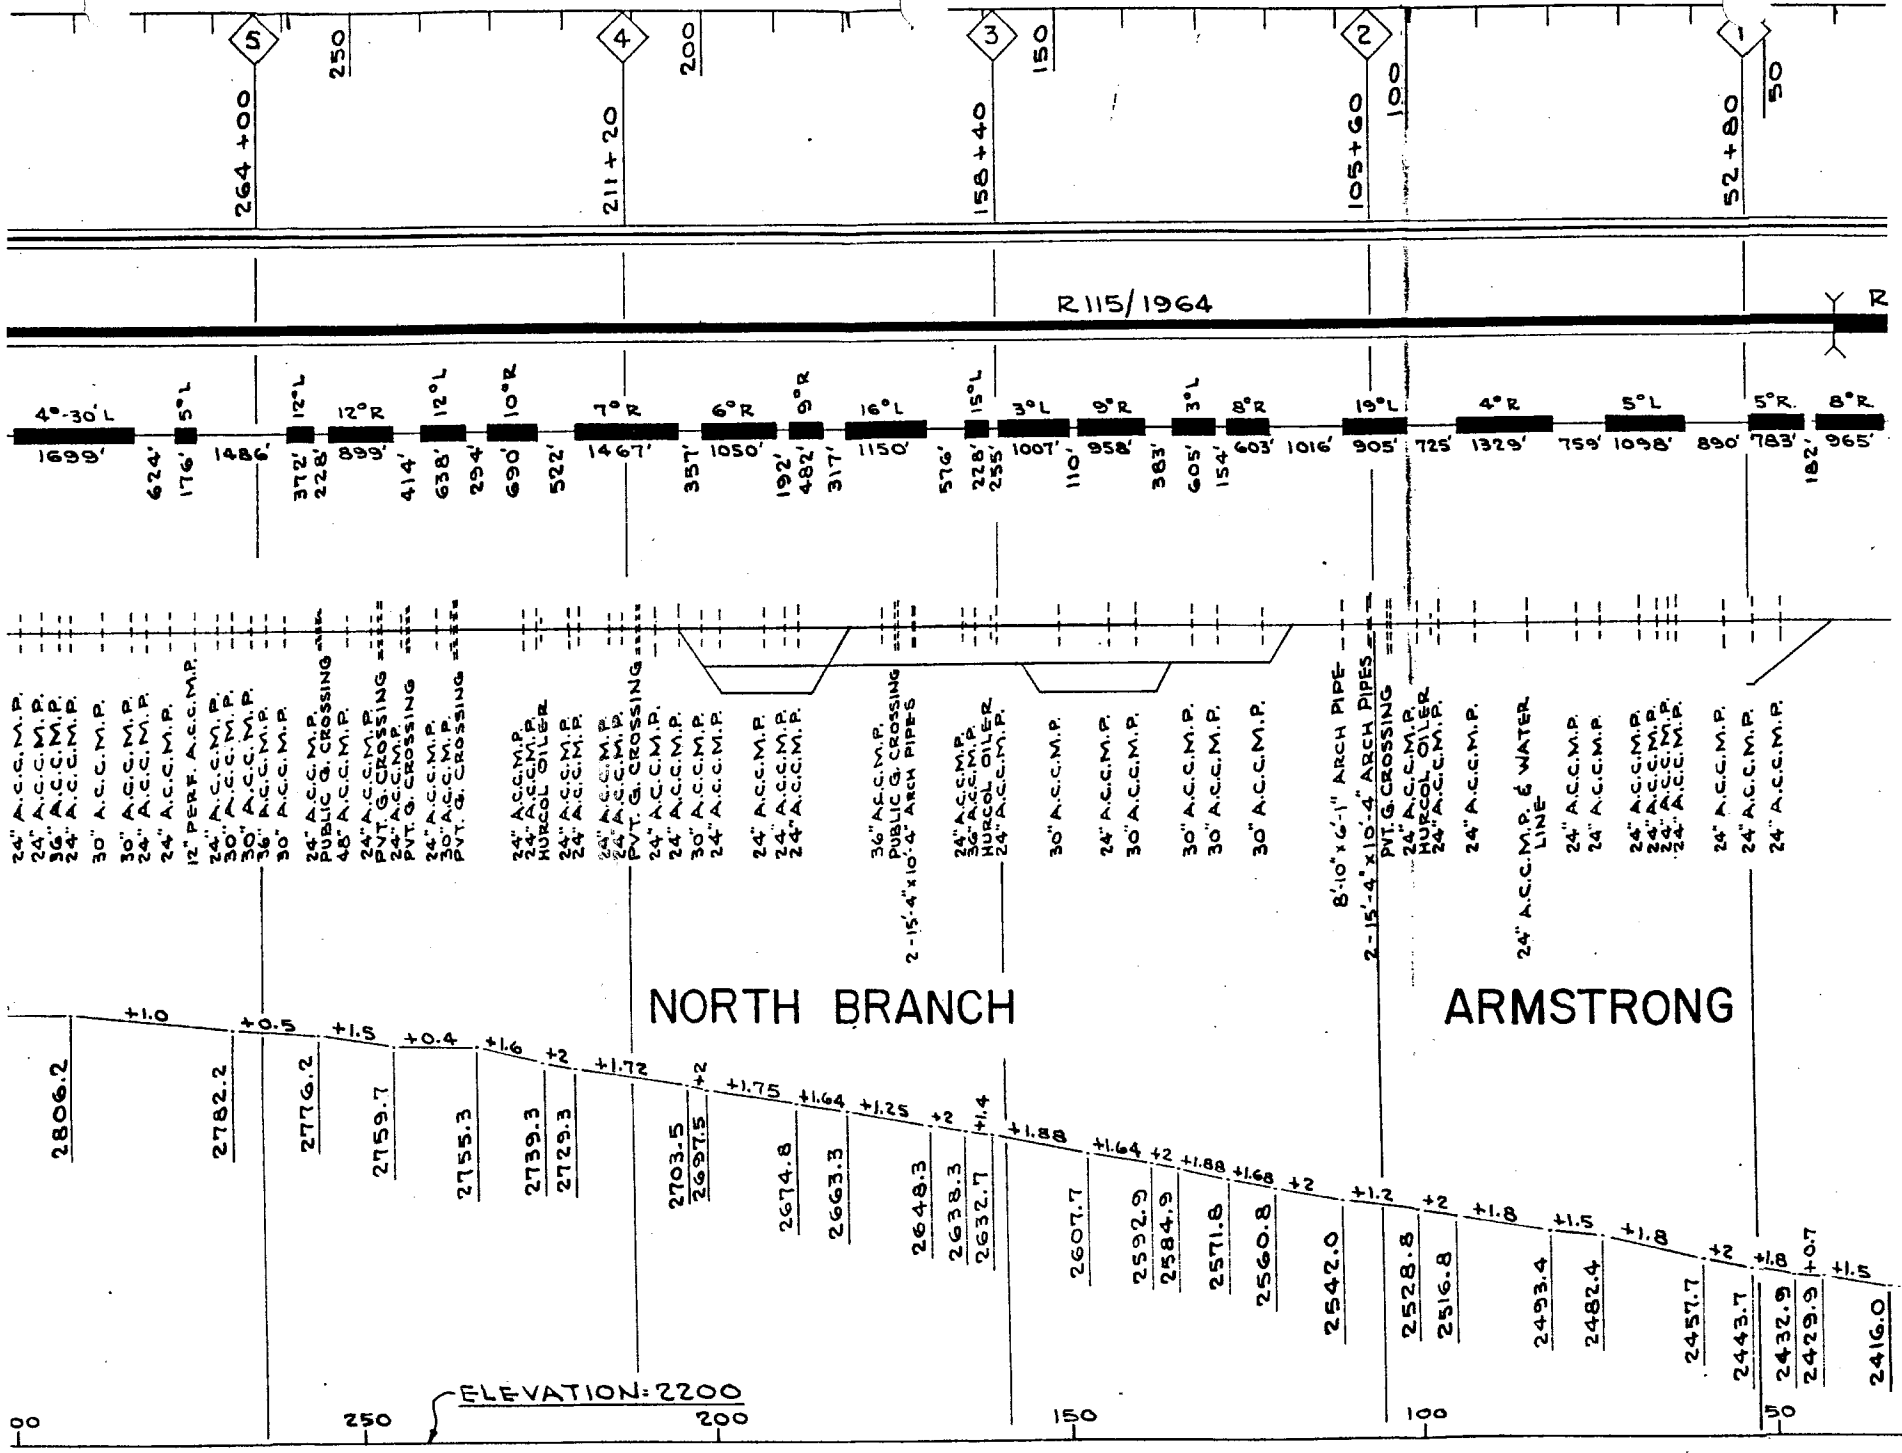 5
250
4
200
3
150
2
100
1
50
264+00
211+20
158+40
105+60
52+80
R115/1964
R
4°-30'L
5°L
12°L
12°R
12°L
10°R
7°R
6°R
9°R
16°L
15°L
3°L
9°R
3°L
8°R
19°L
4°R
5°L
5°R.
8°R.
1699'
624'
176'
1486'
372'
228'
899'
414'
638'
294'
690'
522'
1467'
357'
1050'
192'
482'
317'
1150'
576'
228'
255'
1007'
110'
958'
383'
605'
154'
603'
1016'
905'
725'
1329'
759'
1098'
890'
783'
182'
965'
24" A.C.C.M.P.
24" A.C.C.M.P.
36" A.C.C.M.P.
24" A.C.C.M.P.
30" A.C.C.M.P.
30" A.C.C.M.P.
24" A.C.C.M.P.
24" A.C.C.M.P.
12" PERF. A.C.C.M.P.
24" A.C.C.M.P.
30" A.C.C.M.P.
30" A.C.C.M.P.
36" A.C.C.M.P.
30" A.C.C.M.P.
24" A.C.C.M.P.
PUBLIC G. CROSSING
48" A.C.C.M.P.
24" A.C.C.M.P.
PVT. G. CROSSING
24" A.C.C.M.P.
PVT. G. CROSSING
24" A.C.C.M.P.
30" A.C.C.M.P.
PVT. G. CROSSING
24" A.C.C.M.P.
24" A.C.C.M.P.
HURCOL OILER
24" A.C.C.M.P.
24" A.C.C.M.P.
24" A.C.C.M.P.
24" A.C.C.M.P.
PVT. G. CROSSING
24" A.C.C.M.P.
24" A.C.C.M.P.
30" A.C.C.M.P.
24" A.C.C.M.P.
24" A.C.C.M.P.
24" A.C.C.M.P.
24" A.C.C.M.P.
36" A.C.C.M.P.
PUBLIC G. CROSSING
2-15'-4"x10'-4" ARCH PIPES
24" A.C.C.M.P.
36" A.C.C.M.P.
HURCOL OILER
24" A.C.C.M.P.
30" A.C.C.M.P.
24" A.C.C.M.P.
30" A.C.C.M.P.
30" A.C.C.M.P.
30" A.C.C.M.P.
30" A.C.C.M.P.
8'-10"x6'-1" ARCH PIPE
2-15'-4"x10'-4" ARCH PIPES
PVT. G. CROSSING
24" A.C.C.M.P.
HURCOL OILER
24" A.C.C.M.P.
24" A.C.C.M.P.
24" A.C.C.M.P. & WATER
LINE
24" A.C.C.M.P.
24" A.C.C.M.P.
24" A.C.C.M.P.
24" A.C.C.M.P.
24" A.C.C.M.P.
24" A.C.C.M.P.
24" A.C.C.M.P.
24" A.C.C.M.P.
24" A.C.C.M.P.
NORTH BRANCH
ARMSTRONG
+1.0
+0.5
+1.5
+0.4
+1.6
+2
+1.72
+2
+1.75
+1.64
+1.25
+2
+1.4
+1.88
+1.64
+2
+1.88
+1.68
+2
+1.2
+2
+1.8
+1.5
+1.8
+2
+1.8
+0.7
+1.5
2806.2
2782.2
2776.2
2759.7
2755.3
2739.3
2729.3
2703.5
2697.5
2674.8
2663.3
2648.3
2638.3
2632.7
2607.7
2592.9
2584.9
2571.8
2560.8
2542.0
2528.8
2516.8
2493.4
2482.4
2457.7
2443.7
2432.9
2429.9
2416.0
ELEVATION: 2200
00
250
200
150
100
50